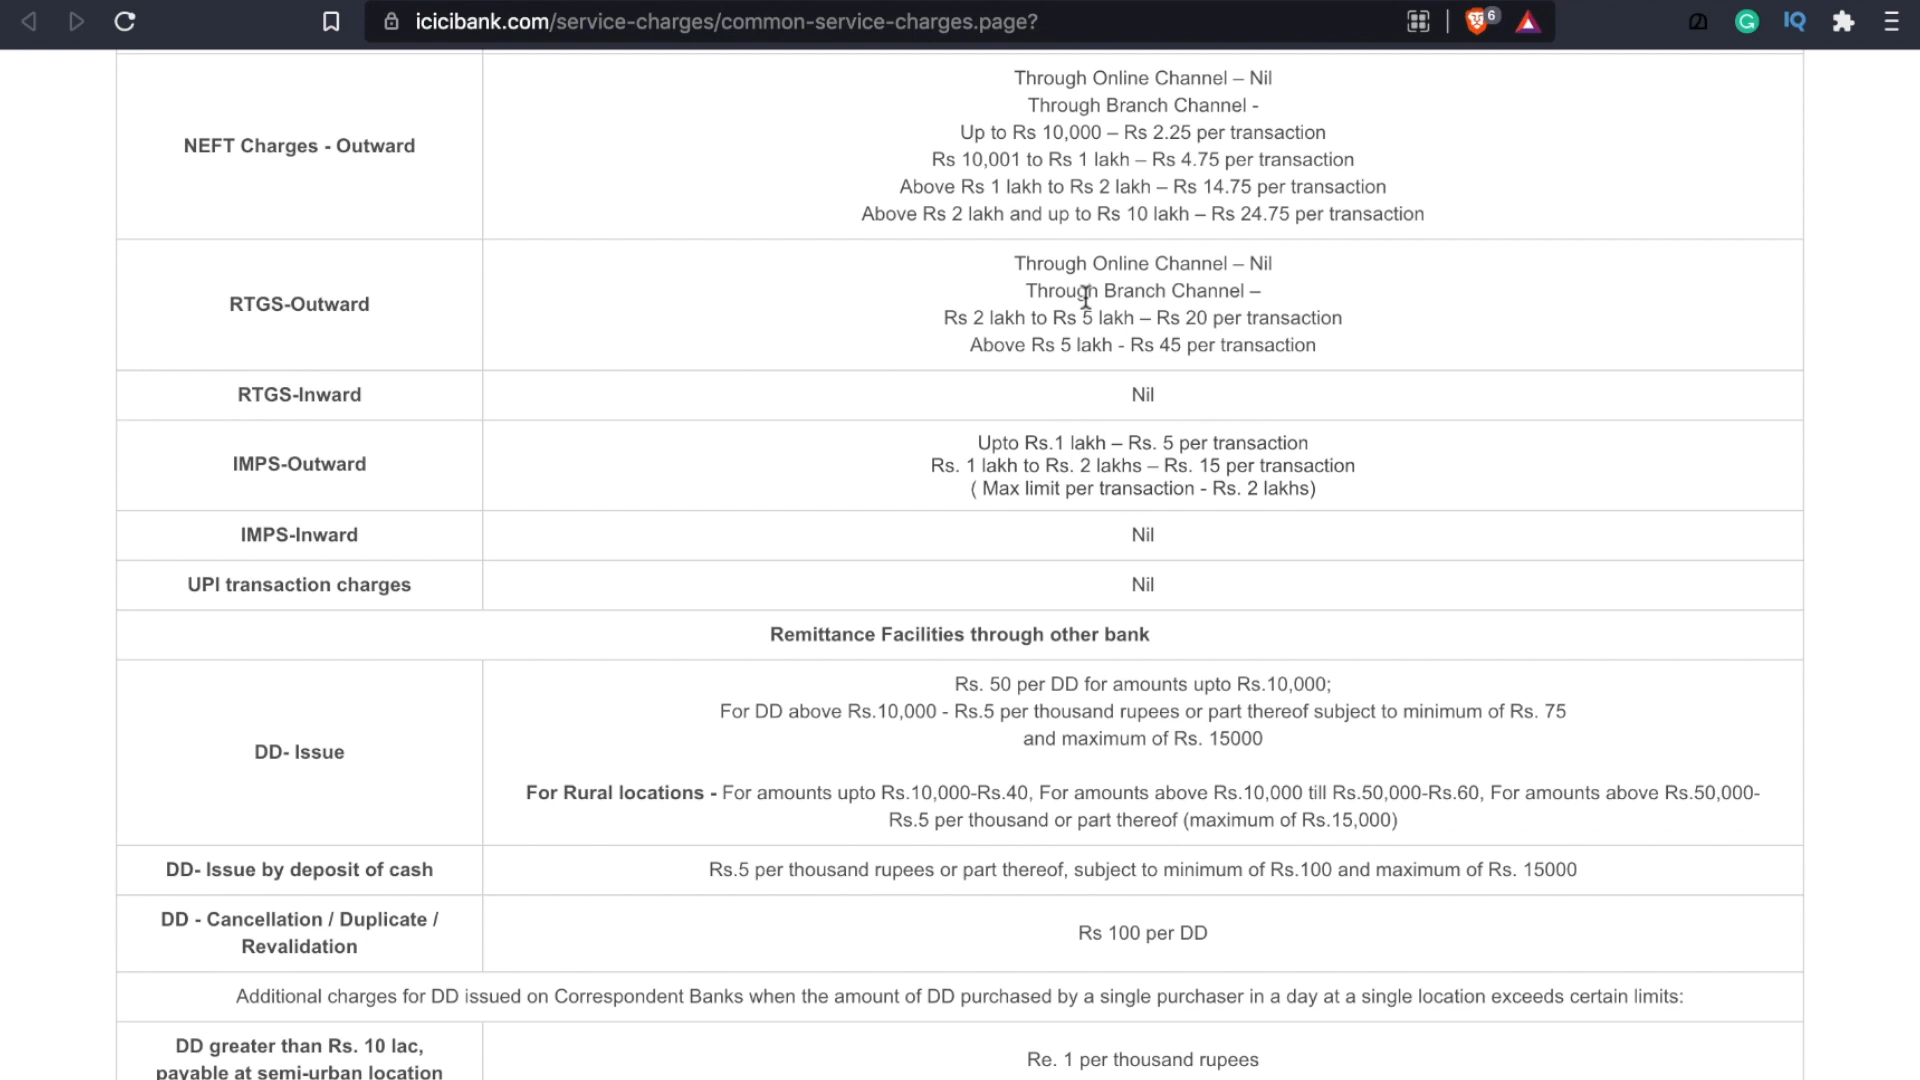 icicibank.com/service-charges/common-service-charges.page?
6
G
IQ
NEFT Charges - Outward
Through Online Channel – Nil
Through Branch Channel -
Up to Rs 10,000 – Rs 2.25 per transaction
Rs 10,001 to Rs 1 lakh – Rs 4.75 per transaction
Above Rs 1 lakh to Rs 2 lakh – Rs 14.75 per transaction
Above Rs 2 lakh and up to Rs 10 lakh – Rs 24.75 per transaction
RTGS-Outward
Through Online Channel – Nil
Through Branch Channel –
Rs 2 lakh to Rs 5 lakh – Rs 20 per transaction
Above Rs 5 lakh - Rs 45 per transaction
RTGS-Inward
Nil
IMPS-Outward
Upto Rs.1 lakh – Rs. 5 per transaction
Rs. 1 lakh to Rs. 2 lakhs – Rs. 15 per transaction
( Max limit per transaction - Rs. 2 lakhs)
IMPS-Inward
Nil
UPI transaction charges
Nil
Remittance Facilities through other bank
DD- Issue
Rs. 50 per DD for amounts upto Rs.10,000;
For DD above Rs.10,000 - Rs.5 per thousand rupees or part thereof subject to minimum of Rs. 75
and maximum of Rs. 15000
For Rural locations - For amounts upto Rs.10,000-Rs.40, For amounts above Rs.10,000 till Rs.50,000-Rs.60, For amounts above Rs.50,000-
Rs.5 per thousand or part thereof (maximum of Rs.15,000)
DD- Issue by deposit of cash
Rs.5 per thousand rupees or part thereof, subject to minimum of Rs.100 and maximum of Rs. 15000
DD - Cancellation / Duplicate /
Revalidation
Rs 100 per DD
Additional charges for DD issued on Correspondent Banks when the amount of DD purchased by a single purchaser in a day at a single location exceeds certain limits:
DD greater than Rs. 10 lac,
payable at semi-urban location
Re. 1 per thousand rupees